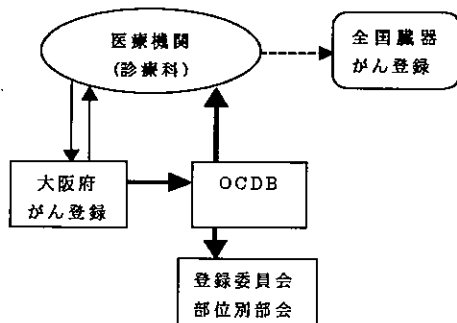 医療機関
(診療科)
全国臓器
がん登録
大阪府
がん登録
OCDB
登録委員会
部位別部会